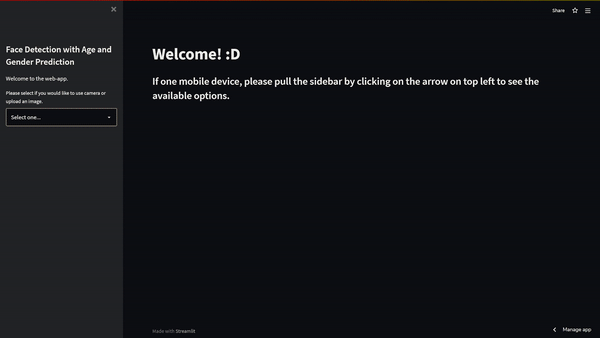 Share
Face Detection with Age and
Gender Prediction
Welcome to the web-app.
Please select if you would like to use camera or
upload an image.
Select one...
Welcome! :D
If one mobile device, please pull the sidebar by clicking on the arrow on top left to see the
available options.
Made with Streamlit
Manage app